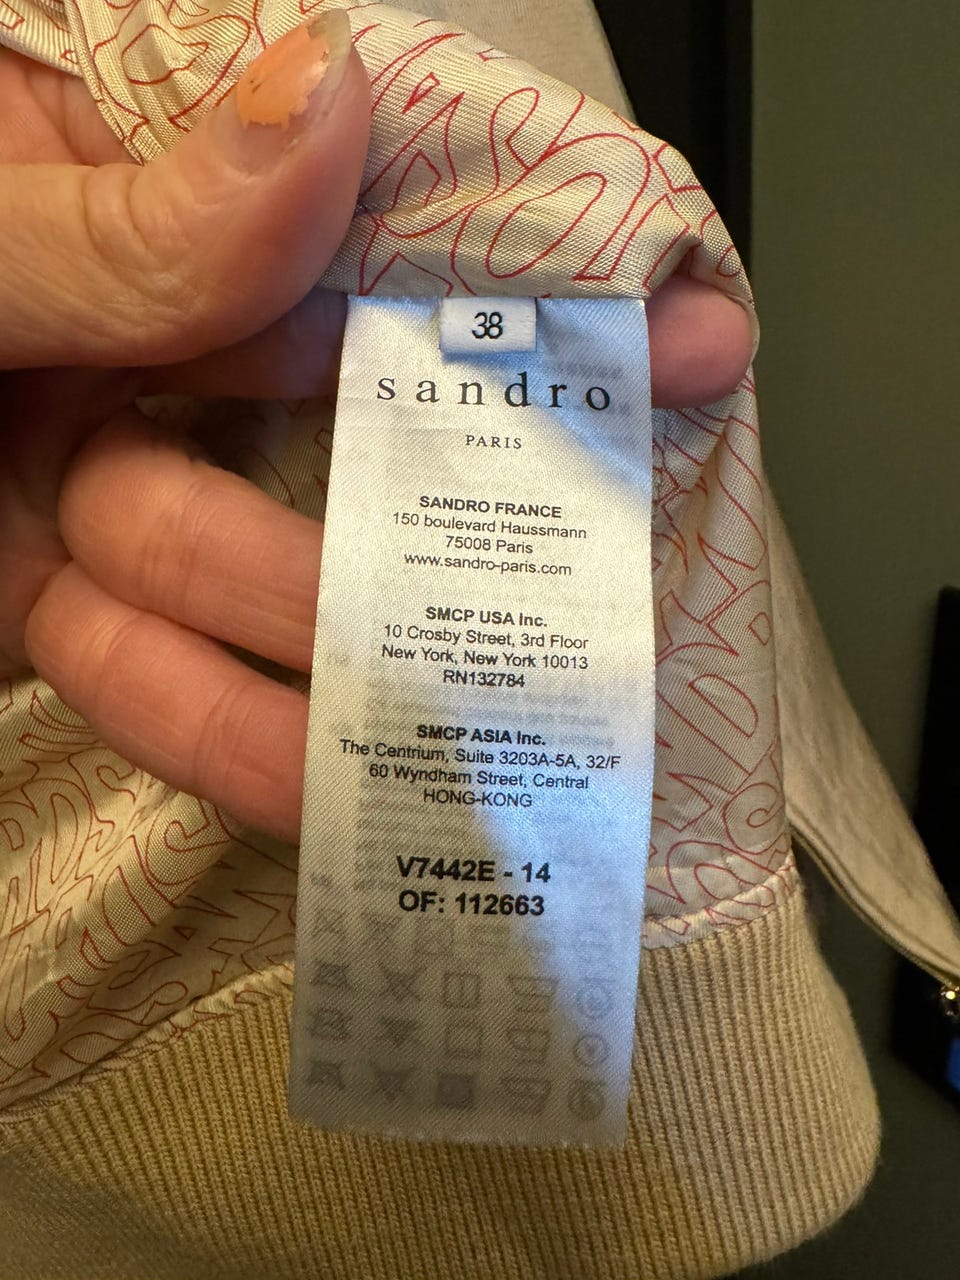 38
sandro
PARIS
SANDRO FRANCE
150 boulevard Haussmann
75008 Paris
www.sandro-paris.com
SMCP USA Inc.
10 Crosby Street, 3rd Floor
New York, New York 10013
RN132784
SMCP ASIA Inc.
The Centrium, Suite 3203A-5A, 32/F
60 Wyndham Street, Central
HONG-KONG
V7442E - 14
OF: 112663